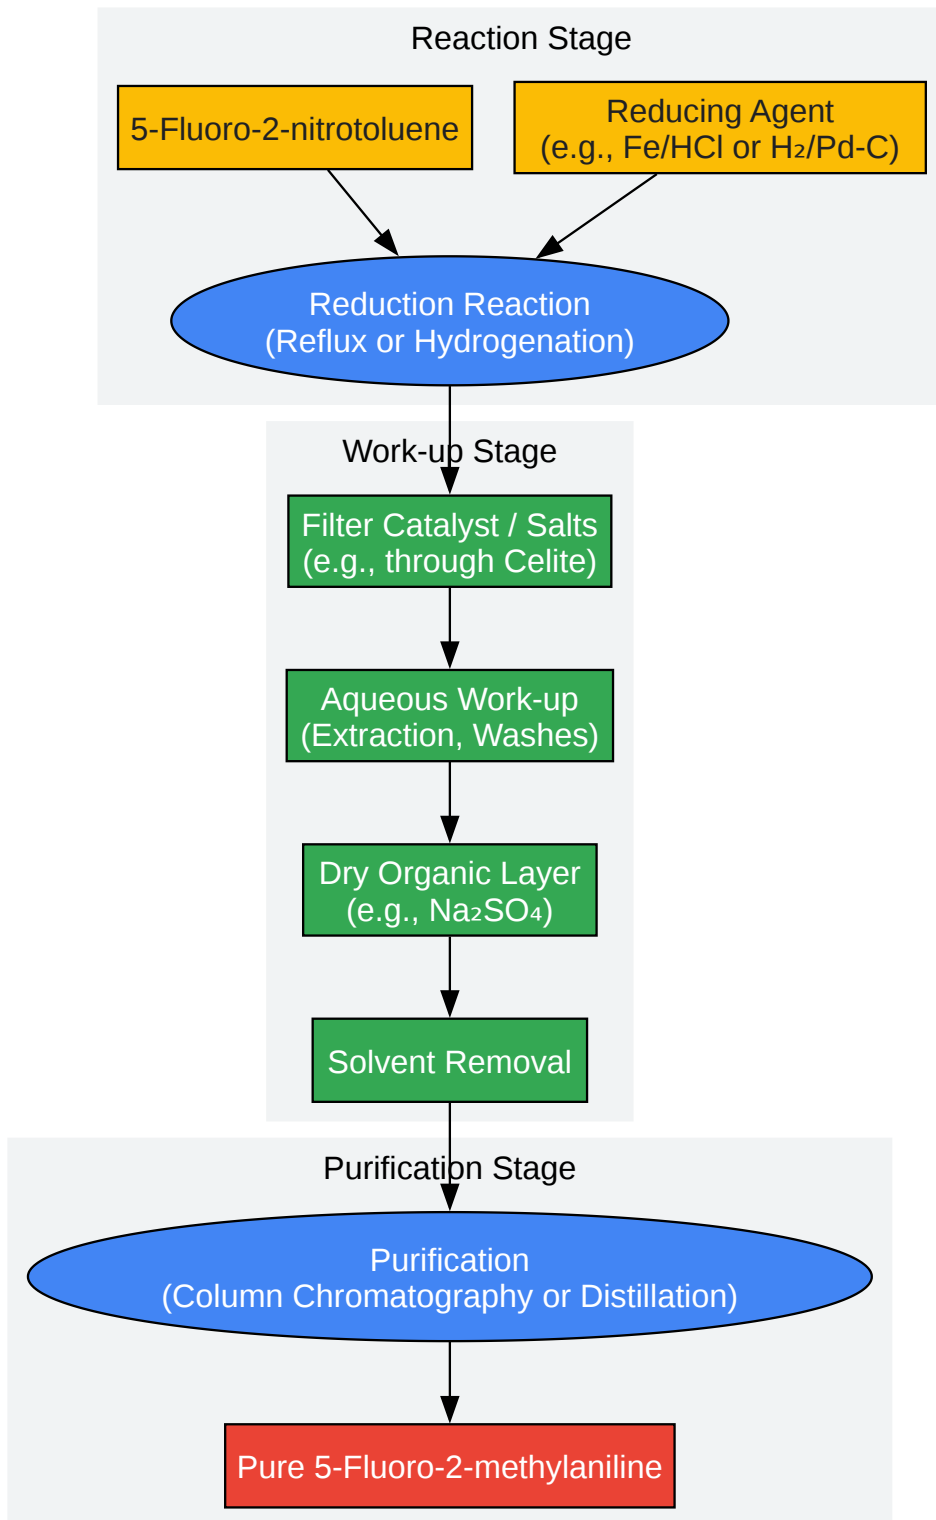 Reaction Stage
5-Fluoro-2-nitrotoluene
Reducing Agent
(e.g., Fe/HCl or H₂/Pd-C)
Reduction Reaction
(Reflux or Hydrogenation)
Work-up Stage
Filter Catalyst / Salts
(e.g., through Celite)
Aqueous Work-up
(Extraction, Washes)
Dry Organic Layer
(e.g., Na₂SO₄)
Solvent Removal
Purification Stage
Purification
(Column Chromatography or Distillation)
Pure 5-Fluoro-2-methylaniline